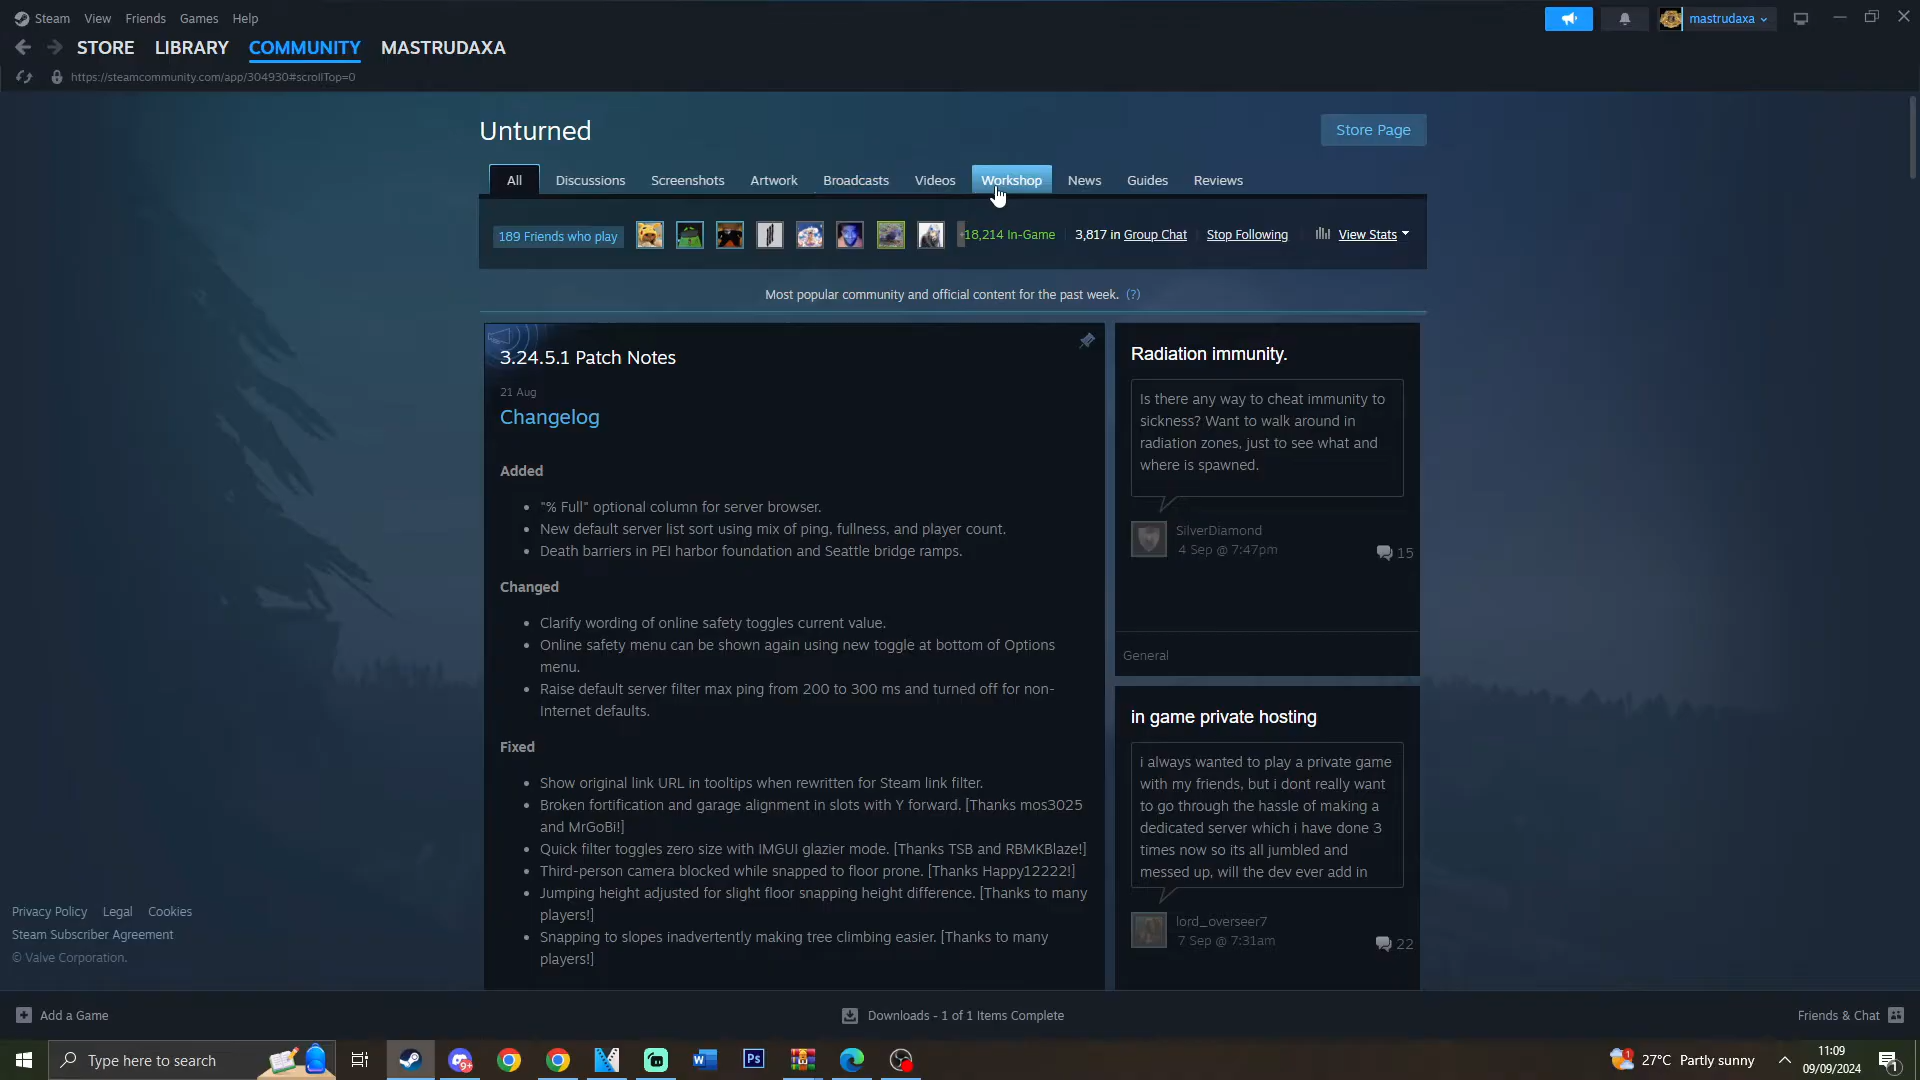 Steam View Friends Games Help
mastrudaxa
STORE LIBRARY COMMUNITY MASTRUDAXA
https://steamcommunity.com/app/304930#scrollTop=0
Unturned
Store Page
All Discussions Screenshots Artwork Broadcasts Videos Workshop News Guides Reviews
189 Friends who play
18,214 In-Game 3,817 in Group Chat Stop Following View Stats
Most popular community and official content for the past week. (?)
3.24.5.1 Patch Notes
21 Aug
Changelog
Added
• "% Full" optional column for server browser.
• New default server list sort using mix of ping, fullness, and player count.
• Death barriers in PEI harbor foundation and Seattle bridge ramps.
Changed
• Clarify wording of online safety toggles current value.
• Online safety menu can be shown again using new toggle at bottom of Options
menu.
• Raise default server filter max ping from 200 to 300 ms and turned off for non-
Internet defaults.
Fixed
• Show original link URL in tooltips when rewritten for Steam link filter.
• Broken fortification and garage alignment in slots with Y forward. [Thanks mos3025
and MrGoBi!]
• Quick filter toggles zero size with IMGUI glazier mode. [Thanks TSB and RBMKBlaze!]
• Third-person camera blocked while snapped to floor prone. [Thanks Happy12222!]
• Jumping height adjusted for slight floor snapping height difference. [Thanks to many
players!]
• Snapping to slopes inadvertently making tree climbing easier. [Thanks to many
players!]
Radiation immunity.
Is there any way to cheat immunity to
sickness? Want to walk around in
radiation zones, just to see what and
where is spawned.
SilverDiamond
4 Sep @ 7:47pm
15
General
in game private hosting
i always wanted to play a private game
with my friends, but i dont really want
to go through the hassle of making a
dedicated server which i have done 3
times now so its all jumbled and
messed up, will the dev ever add in
lord_overseer7
7 Sep @ 7:31am
22
Privacy Policy Legal Cookies
Steam Subscriber Agreement
© Valve Corporation.
Add a Game
Downloads - 1 of 1 Items Complete
Friends & Chat
Type here to search
9+
W
Ps
1
27°C Partly sunny
11:09
09/09/2024
1